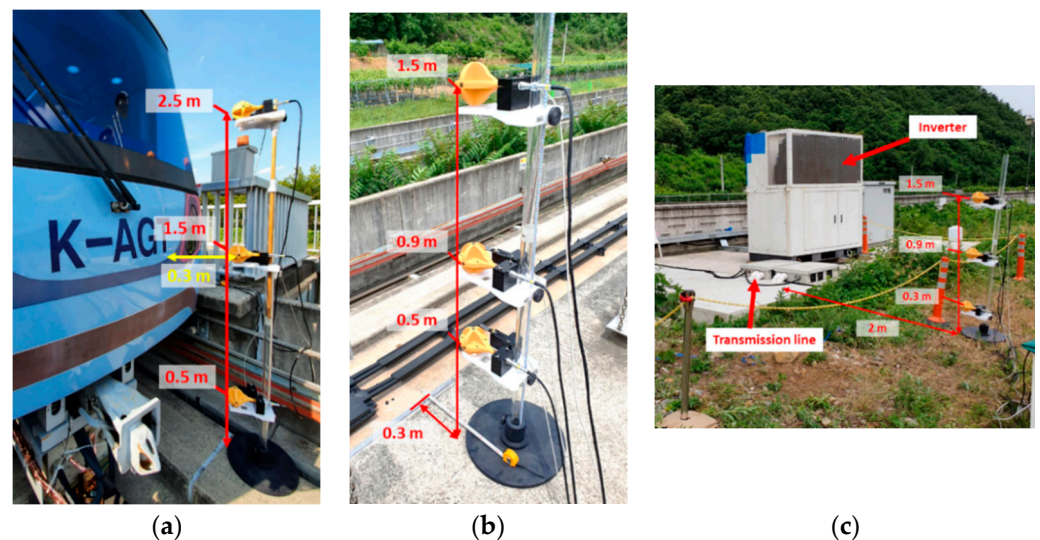 2.5 m
K-AGT
1.5 m
0.3 m
0.5 m
(a)
1.5 m
0.9 m
0.5 m
0.3 m
(b)
Inverter
1.5 m
0.9 m
0.3 m
2 m
Transmission line
(c)